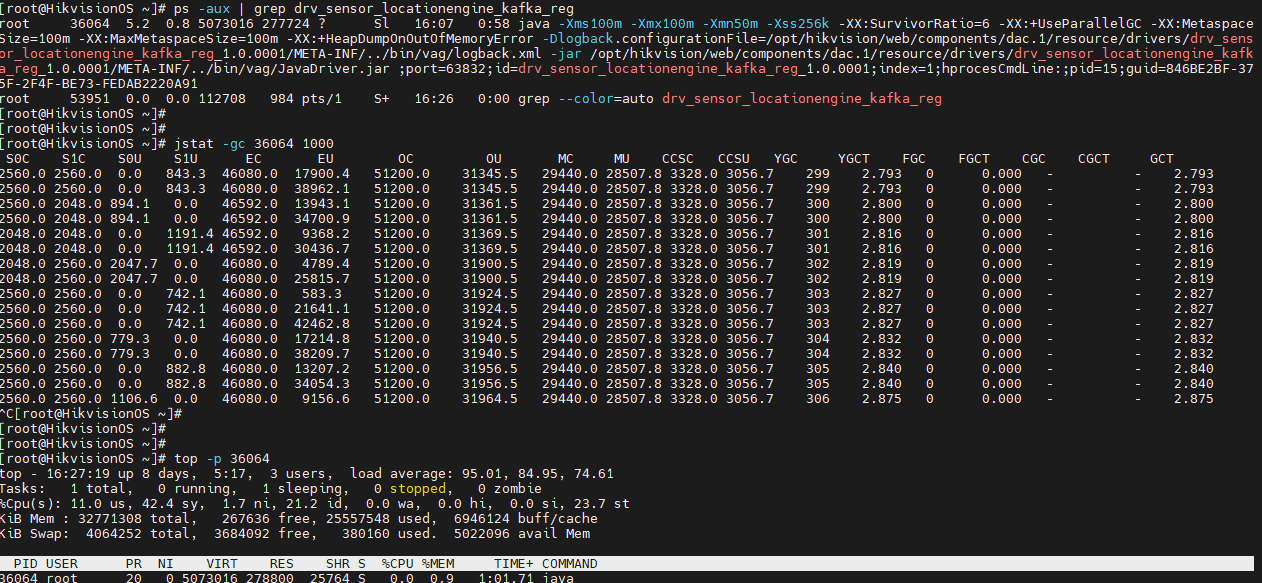 [root@HikvisionOS ~]# ps -aux | grep drv_sensor_locationengine_kafka_reg
root     36064  5.2  0.8 5073016 277724 ?      Sl   16:07   0:58 java -Xms100m -Xmx100m -Xmn50m -Xss256k -XX:SurvivorRatio=6 -XX:+UseParallelGC -XX:Metaspace
Size=100m -XX:MaxMetaspaceSize=100m -XX:+HeapDumpOnOutOfMemoryError -Dlogback.configurationFile=/opt/hikvision/web/components/dac.1/resource/drivers/drv_sens
or_locationengine_kafka_reg_1.0.0001/META-INF/../bin/vag/logback.xml -jar /opt/hikvision/web/components/dac.1/resource/drivers/drv_sensor_locationengine_kafk
a_reg_1.0.0001/META-INF/../bin/vag/JavaDriver.jar ;port=63832;id=drv_sensor_locationengine_kafka_reg_1.0.0001;index=1;hprocesCmdLine:;pid=15;guid=846BE2BF-37
5F-2F4F-BE73-FEDAB2220A91
root     53951  0.0  0.0 112708   984 pts/1    S+   16:26   0:00 grep --color=auto drv_sensor_locationengine_kafka_reg
[root@HikvisionOS ~]#
[root@HikvisionOS ~]#
[root@HikvisionOS ~]# jstat -gc 36064 1000
S0C S1C S0U S1U EC EU OC OU MC MU CCSC CCSU YGC YGCT FGC FGCT CGC CGCT GCT
2560.0 2560.0 0.0 843.3 46080.0 17900.4 51200.0 31345.5 29440.0 28507.8 3328.0 3056.7 299 2.793 0 0.000 - - 2.793
2560.0 2560.0 0.0 843.3 46080.0 38962.1 51200.0 31345.5 29440.0 28507.8 3328.0 3056.7 299 2.793 0 0.000 - - 2.793
2560.0 2048.0 894.1 0.0 46592.0 13943.1 51200.0 31361.5 29440.0 28507.8 3328.0 3056.7 300 2.800 0 0.000 - - 2.800
2560.0 2048.0 894.1 0.0 46592.0 34700.9 51200.0 31361.5 29440.0 28507.8 3328.0 3056.7 300 2.800 0 0.000 - - 2.800
2048.0 2048.0 0.0 1191.4 46592.0 9368.2 51200.0 31369.5 29440.0 28507.8 3328.0 3056.7 301 2.816 0 0.000 - - 2.816
2048.0 2048.0 0.0 1191.4 46592.0 30436.7 51200.0 31369.5 29440.0 28507.8 3328.0 3056.7 301 2.816 0 0.000 - - 2.816
2048.0 2560.0 2047.7 0.0 46080.0 4789.4 51200.0 31900.5 29440.0 28507.8 3328.0 3056.7 302 2.819 0 0.000 - - 2.819
2048.0 2560.0 2047.7 0.0 46080.0 25815.7 51200.0 31900.5 29440.0 28507.8 3328.0 3056.7 302 2.819 0 0.000 - - 2.819
2560.0 2560.0 0.0 742.1 46080.0 583.3 51200.0 31924.5 29440.0 28507.8 3328.0 3056.7 303 2.827 0 0.000 - - 2.827
2560.0 2560.0 0.0 742.1 46080.0 21641.1 51200.0 31924.5 29440.0 28507.8 3328.0 3056.7 303 2.827 0 0.000 - - 2.827
2560.0 2560.0 0.0 742.1 46080.0 42462.8 51200.0 31924.5 29440.0 28507.8 3328.0 3056.7 303 2.827 0 0.000 - - 2.827
2560.0 2560.0 779.3 0.0 46080.0 17214.8 51200.0 31940.5 29440.0 28507.8 3328.0 3056.7 304 2.832 0 0.000 - - 2.832
2560.0 2560.0 779.3 0.0 46080.0 38209.7 51200.0 31940.5 29440.0 28507.8 3328.0 3056.7 304 2.832 0 0.000 - - 2.832
2560.0 2560.0 0.0 882.8 46080.0 13207.2 51200.0 31956.5 29440.0 28507.8 3328.0 3056.7 305 2.840 0 0.000 - - 2.840
2560.0 2560.0 0.0 882.8 46080.0 34054.3 51200.0 31956.5 29440.0 28507.8 3328.0 3056.7 305 2.840 0 0.000 - - 2.840
2560.0 2560.0 1106.6 0.0 46080.0 9156.6 51200.0 31964.5 29440.0 28507.8 3328.0 3056.7 306 2.875 0 0.000 - - 2.875
^C[root@HikvisionOS ~]#
[root@HikvisionOS ~]#
[root@HikvisionOS ~]#
[root@HikvisionOS ~]# top -p 36064
top - 16:27:19 up 8 days,  5:17,  3 users,  load average: 95.01, 84.95, 74.61
Tasks:   1 total,   0 running,   1 sleeping,   0 stopped,   0 zombie
%Cpu(s): 11.0 us, 42.4 sy,  1.7 ni, 21.2 id,  0.0 wa,  0.0 hi,  0.0 si, 23.7 st
KiB Mem : 32771308 total,   267636 free, 25557548 used,  6946124 buff/cache
KiB Swap:  4064252 total,  3684092 free,   380160 used.  5022096 avail Mem
PID USER      PR  NI    VIRT    RES    SHR S  %CPU %MEM     TIME+ COMMAND
36064 root      20   0 5073016 278800  25764 S   0.0  0.9   1:01.71 java